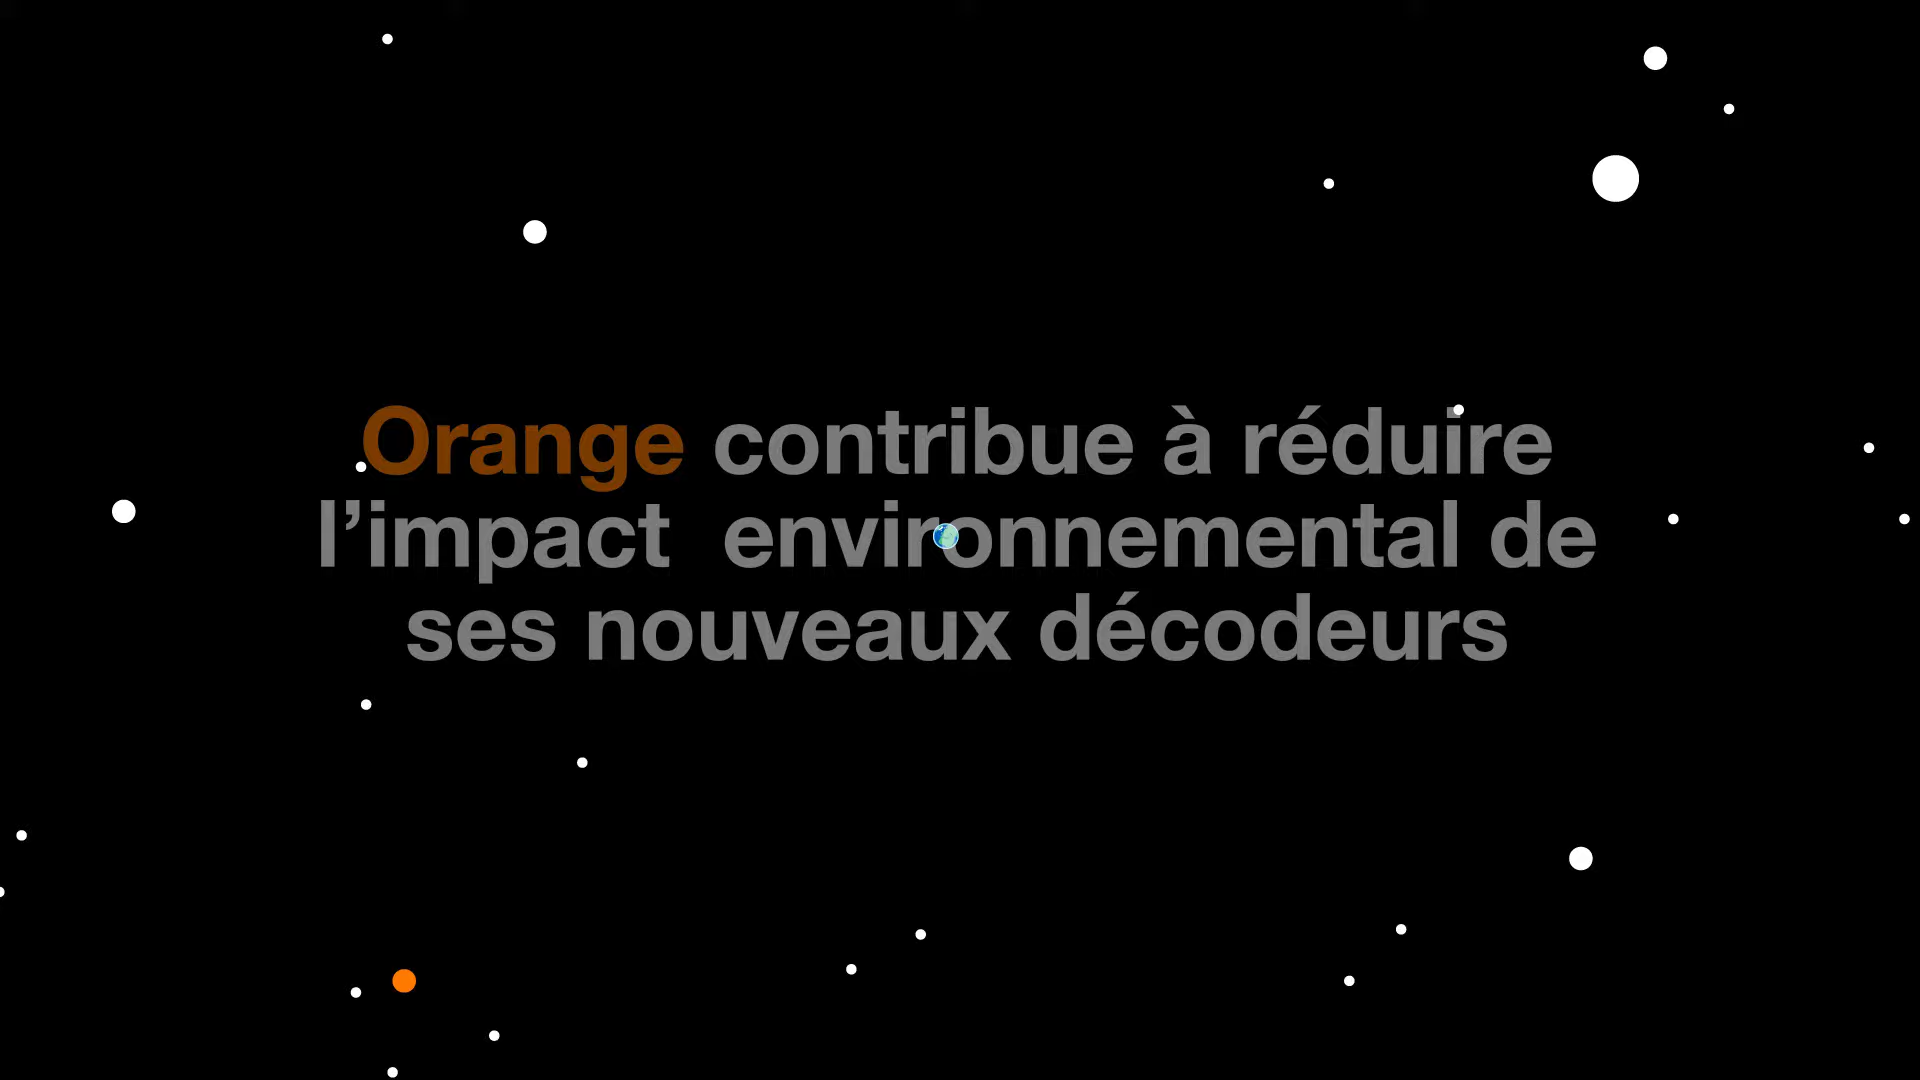 Orange contribue à réduire
l’impact  environnemental de
ses nouveaux décodeurs